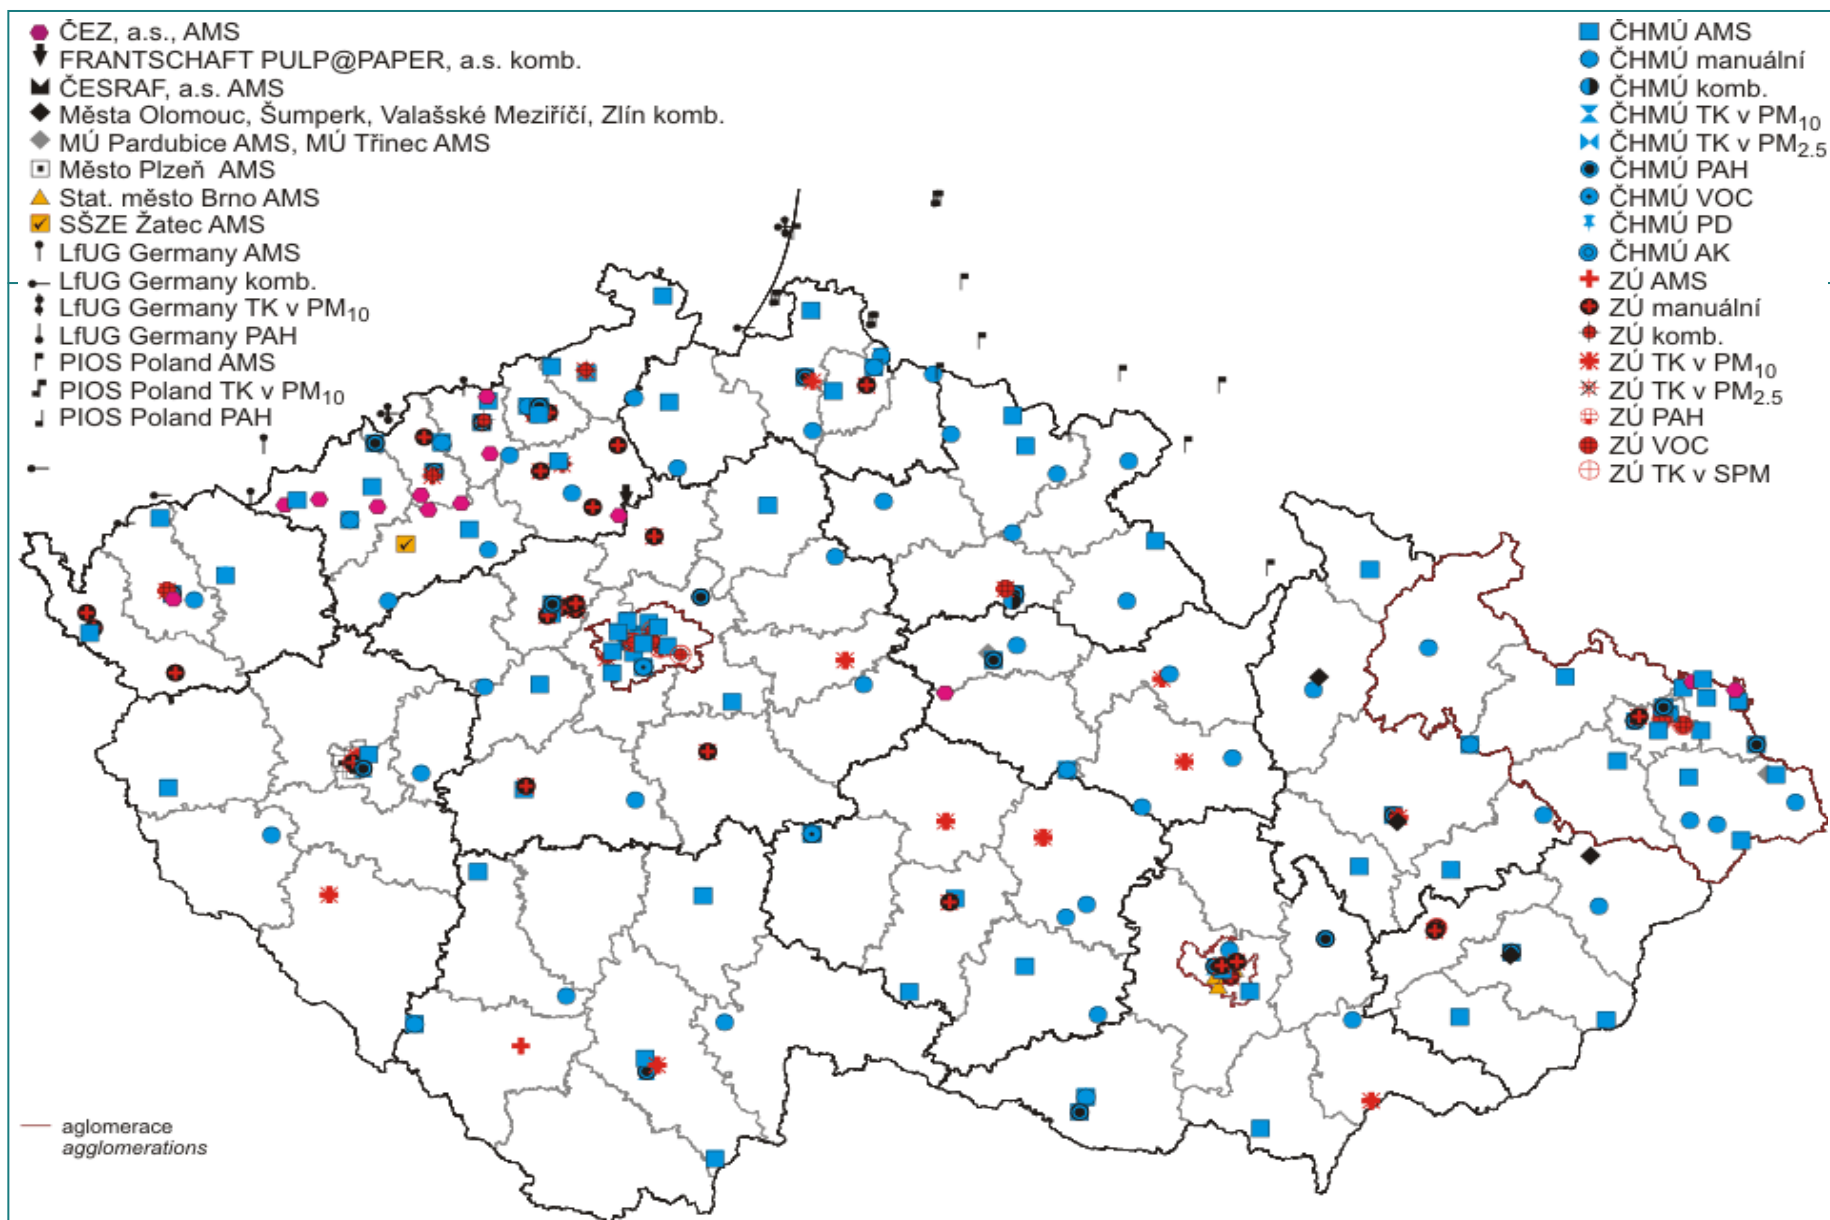 ČEZ, a.s., AMS
FRANTSCHAFT PULP@PAPER, a.s. komb.
ČESRAF, a.s. AMS
Města Olomouc, Šumperk, Valašské Meziříčí, Zlín komb.
MÚ Pardubice AMS, MÚ Třinec AMS
Město Plzeň AMS
Stat. město Brno AMS
SŠZE Žatec AMS
LfUG Germany AMS
LfUG Germany komb.
LfUG Germany TK v PM10
LfUG Germany PAH
PIOS Poland AMS
PIOS Poland TK v PM10
PIOS Poland PAH
ČHMÚ AMS
ČHMÚ manuální
ČHMÚ komb.
ČHMÚ TK v PM10
ČHMÚ TK v PM2.5
ČHMÚ PAH
ČHMÚ VOC
ČHMÚ PD
ČHMÚ AK
ZÚ AMS
ZÚ manuální
ZÚ komb.
ZÚ TK v PM10
ZÚ TK v PM2.5
ZÚ PAH
ZÚ VOC
ZÚ TK v SPM
aglomerace
agglomerations